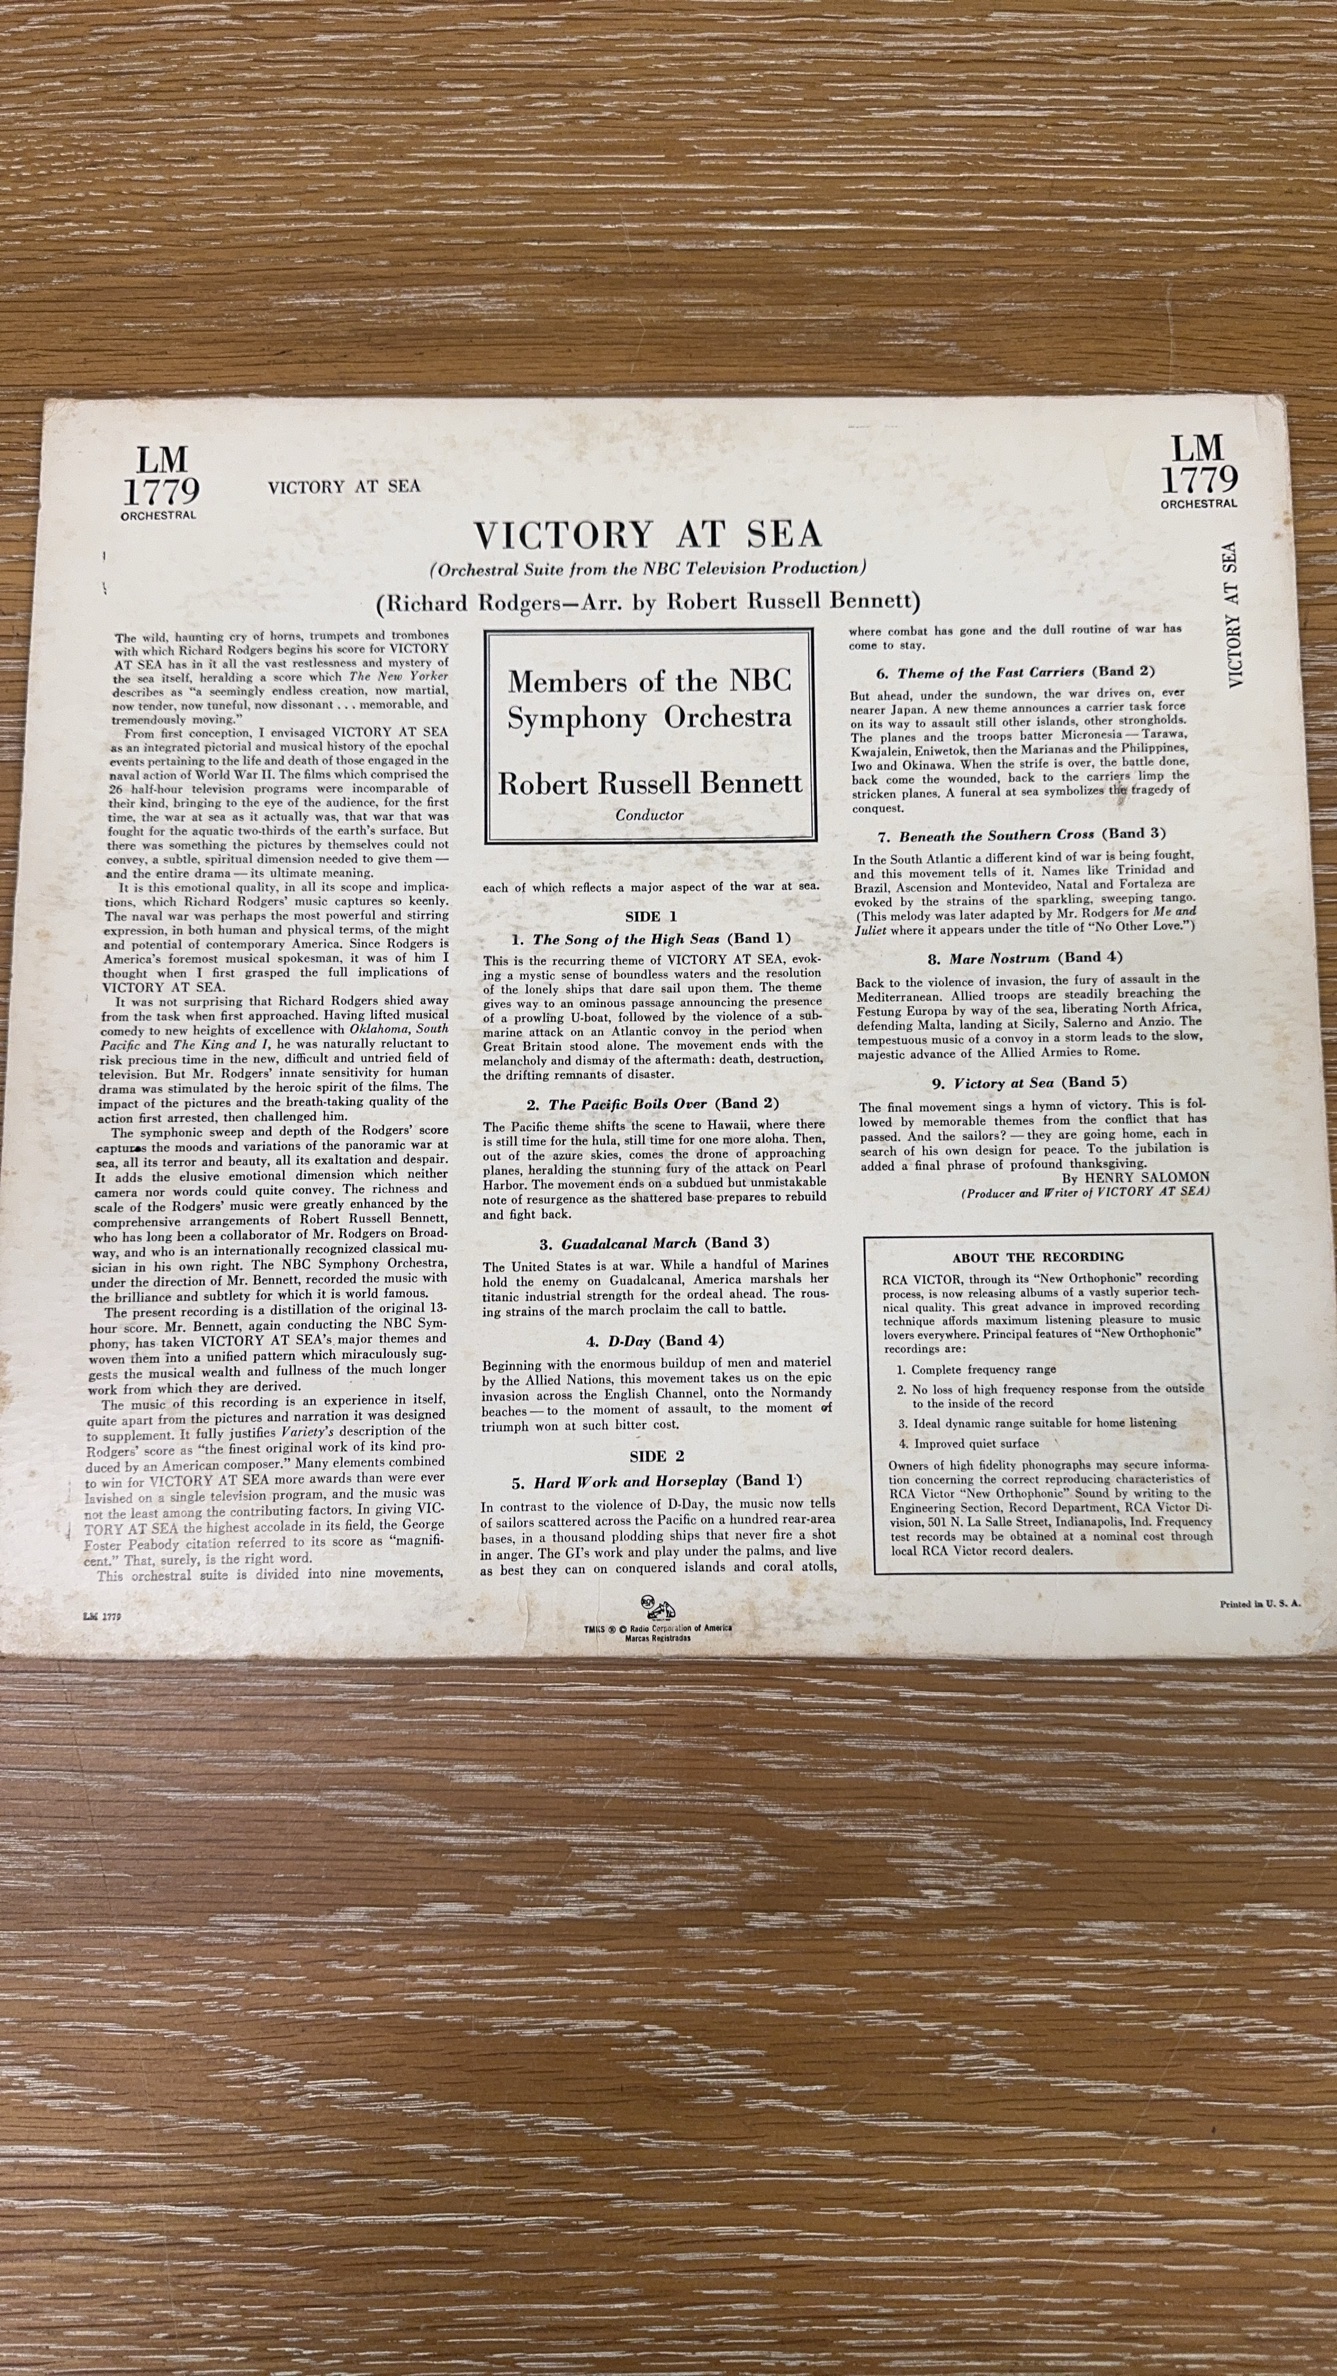 LM
1779
ORCHESTRAL
VICTORY AT SEA
LM
1779
ORCHESTRAL
VICTORY AT SEA
VICTORY AT SEA
(Orchestral Suite from the NBC Television Production)
(Richard Rodgers—Arr. by Robert Russell Bennett)
The wild, haunting cry of horns, trumpets and trombones
with which Richard Rodgers begins his score for VICTORY
AT SEA has in it all the vast restlessness and mystery of
the sea itself, heralding a score which The New Yorker
describes as “a seemingly endless creation, now martial,
now tender, now tuneful, now dissonant . . . memorable, and
tremendously moving.”
From first conception, I envisaged VICTORY AT SEA
as an integrated pictorial and musical history of the epochal
events pertaining to the life and death of those engaged in the
naval action of World War II. The films which comprised the
26 half-hour television programs were incomparable of
their kind, bringing to the eye of the audience, for the first
time, the war at sea as it actually was, that war that was
fought for the aquatic two-thirds of the earth’s surface. But
there was something the pictures by themselves could not
convey, a subtle, spiritual dimension needed to give them —
and the entire drama — its ultimate meaning.
It is this emotional quality, in all its scope and implica-
tions, which Richard Rodgers’ music captures so keenly.
The naval war was perhaps the most powerful and stirring
expression, in both human and physical terms, of the might
and potential of contemporary America. Since Rodgers is
America’s foremost musical spokesman, it was of him I
thought when I first grasped the full implications of
VICTORY AT SEA.
It was not surprising that Richard Rodgers shied away
from the task when first approached. Having lifted musical
comedy to new heights of excellence with Oklahoma, South
Pacific and The King and I, he was naturally reluctant to
risk precious time in the new, difficult and untried field of
television. But Mr. Rodgers’ innate sensitivity for human
drama was stimulated by the heroic spirit of the films. The
impact of the pictures and the breath-taking quality of the
action first arrested, then challenged him.
The symphonic sweep and depth of the Rodgers’ score
captures the moods and variations of the panoramic war at
sea, all its terror and beauty, all its exaltation and despair.
It adds the elusive emotional dimension which neither
camera nor words could quite convey. The richness and
scale of the Rodgers’ music were greatly enhanced by the
comprehensive arrangements of Robert Russell Bennett,
who has long been a collaborator of Mr. Rodgers on Broad-
way, and who is an internationally recognized classical mu-
sician in his own right. The NBC Symphony Orchestra,
under the direction of Mr. Bennett, recorded the music with
the brilliance and subtlety for which it is world famous.
The present recording is a distillation of the original 13-
hour score. Mr. Bennett, again conducting the NBC Sym-
phony, has taken VICTORY AT SEA’s major themes and
woven them into a unified pattern which miraculously sug-
gests the musical wealth and fullness of the much longer
work from which they are derived.
The music of this recording is an experience in itself,
quite apart from the pictures and narration it was designed
to supplement. It fully justifies Variety’s description of the
Rodgers’ score as “the finest original work of its kind pro-
duced by an American composer.” Many elements combined
to win for VICTORY AT SEA more awards than were ever
lavished on a single television program, and the music was
not the least among the contributing factors. In giving VIC-
TORY AT SEA the highest accolade in its field, the George
Foster Peabody citation referred to its score as “magnifi-
cent.” That, surely, is the right word.
This orchestral suite is divided into nine movements,
Members of the NBC
Symphony Orchestra
Robert Russell Bennett
Conductor
each of which reflects a major aspect of the war at sea.
SIDE 1
1. The Song of the High Seas (Band 1)
This is the recurring theme of VICTORY AT SEA, evok-
ing a mystic sense of boundless waters and the resolution
of the lonely ships that dare sail upon them. The theme
gives way to an ominous passage announcing the presence
of a prowling U-boat, followed by the violence of a sub-
marine attack on an Atlantic convoy in the period when
Great Britain stood alone. The movement ends with the
melancholy and dismay of the aftermath: death, destruction,
the drifting remnants of disaster.
2. The Pacific Boils Over (Band 2)
The Pacific theme shifts the scene to Hawaii, where there
is still time for the hula, still time for one more aloha. Then,
out of the azure skies, comes the drone of approaching
planes, heralding the stunning fury of the attack on Pearl
Harbor. The movement ends on a subdued but unmistakable
note of resurgence as the shattered base prepares to rebuild
and fight back.
3. Guadalcanal March (Band 3)
The United States is at war. While a handful of Marines
hold the enemy on Guadalcanal, America marshals her
titanic industrial strength for the ordeal ahead. The rous-
ing strains of the march proclaim the call to battle.
4. D-Day (Band 4)
Beginning with the enormous buildup of men and materiel
by the Allied Nations, this movement takes us on the epic
invasion across the English Channel, onto the Normandy
beaches — to the moment of assault, to the moment of
triumph won at such bitter cost.
SIDE 2
5. Hard Work and Horseplay (Band 1)
In contrast to the violence of D-Day, the music now tells
of sailors scattered across the Pacific on a hundred rear-area
bases, in a thousand plodding ships that never fire a shot
in anger. The GI’s work and play under the palms, and live
as best they can on conquered islands and coral atolls,
where combat has gone and the dull routine of war has
come to stay.
6. Theme of the Fast Carriers (Band 2)
But ahead, under the sundown, the war drives on, ever
nearer Japan. A new theme announces a carrier task force
on its way to assault still other islands, other strongholds.
The planes and the troops batter Micronesia — Tarawa,
Kwajalein, Eniwetok, then the Marianas and the Philippines,
Iwo and Okinawa. When the strife is over, the battle done,
back come the wounded, back to the carriers limp the
stricken planes. A funeral at sea symbolizes the tragedy of
conquest.
7. Beneath the Southern Cross (Band 3)
In the South Atlantic a different kind of war is being fought,
and this movement tells of it. Names like Trinidad and
Brazil, Ascension and Montevideo, Natal and Fortaleza are
evoked by the strains of the sparkling, sweeping tango.
(This melody was later adapted by Mr. Rodgers for Me and
Juliet where it appears under the title of “No Other Love.”)
8. Mare Nostrum (Band 4)
Back to the violence of invasion, the fury of assault in the
Mediterranean. Allied troops are steadily breaching the
Festung Europa by way of the sea, liberating North Africa,
defending Malta, landing at Sicily, Salerno and Anzio. The
tempestuous music of a convoy in a storm leads to the slow,
majestic advance of the Allied Armies to Rome.
9. Victory at Sea (Band 5)
The final movement sings a hymn of victory. This is fol-
lowed by memorable themes from the conflict that has
passed. And the sailors? — they are going home, each in
search of his own design for peace. To the jubilation is
added a final phrase of profound thanksgiving.
By HENRY SALOMON
(Producer and Writer of VICTORY AT SEA)
ABOUT THE RECORDING
RCA VICTOR, through its “New Orthophonic” recording
process, is now releasing albums of a vastly superior tech-
nical quality. This great advance in improved recording
technique affords maximum listening pleasure to music
lovers everywhere. Principal features of “New Orthophonic”
recordings are:
1. Complete frequency range
2. No loss of high frequency response from the outside
to the inside of the record
3. Ideal dynamic range suitable for home listening
4. Improved quiet surface
Owners of high fidelity phonographs may secure informa-
tion concerning the correct reproducing characteristics of
RCA Victor “New Orthophonic” Sound by writing to the
Engineering Section, Record Department, RCA Victor Di-
vision, 501 N. La Salle Street, Indianapolis, Ind. Frequency
test records may be obtained at a nominal cost through
local RCA Victor record dealers.
LM 1779
RCA
TMKS ® © Radio Corporation of America
Marcas Registradas
Printed in U. S. A.